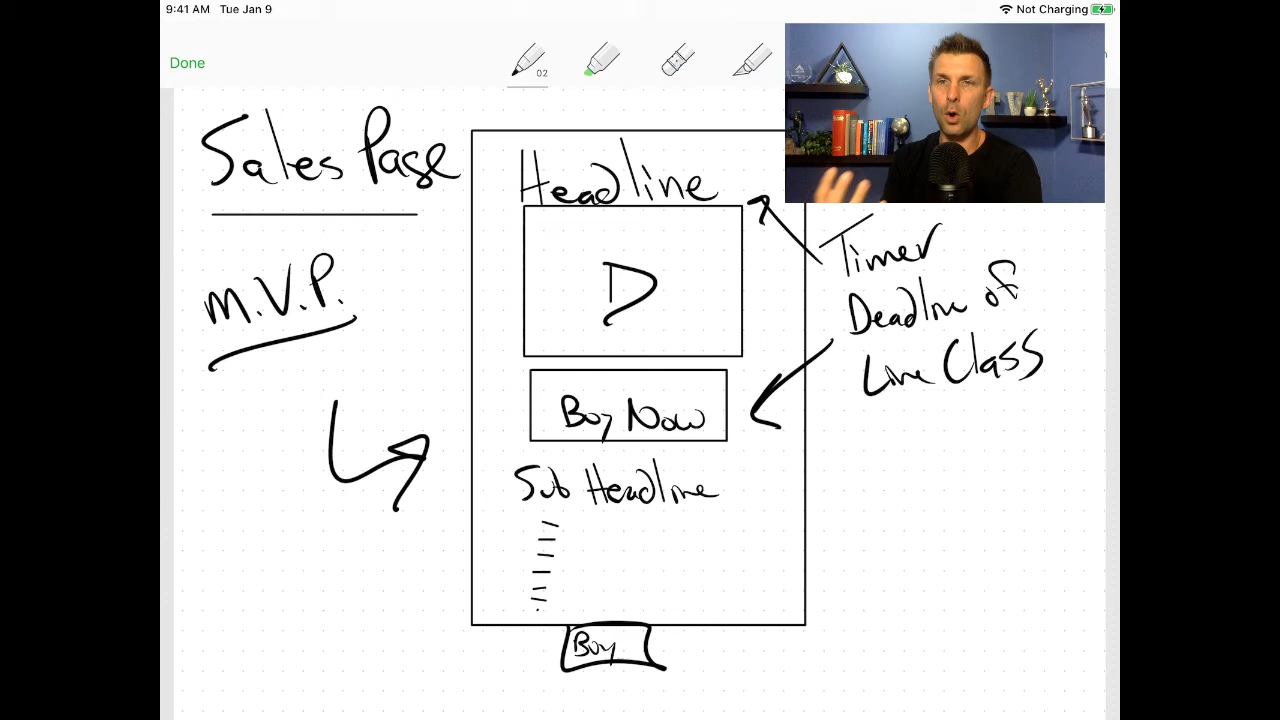 9:41 AM Tue Jan 9
Not Charging
Done
02
Sales Page
M.V.P.
Headline
Buy Now
Sub Headline
Buy
Timer
Deadline of
Live Class